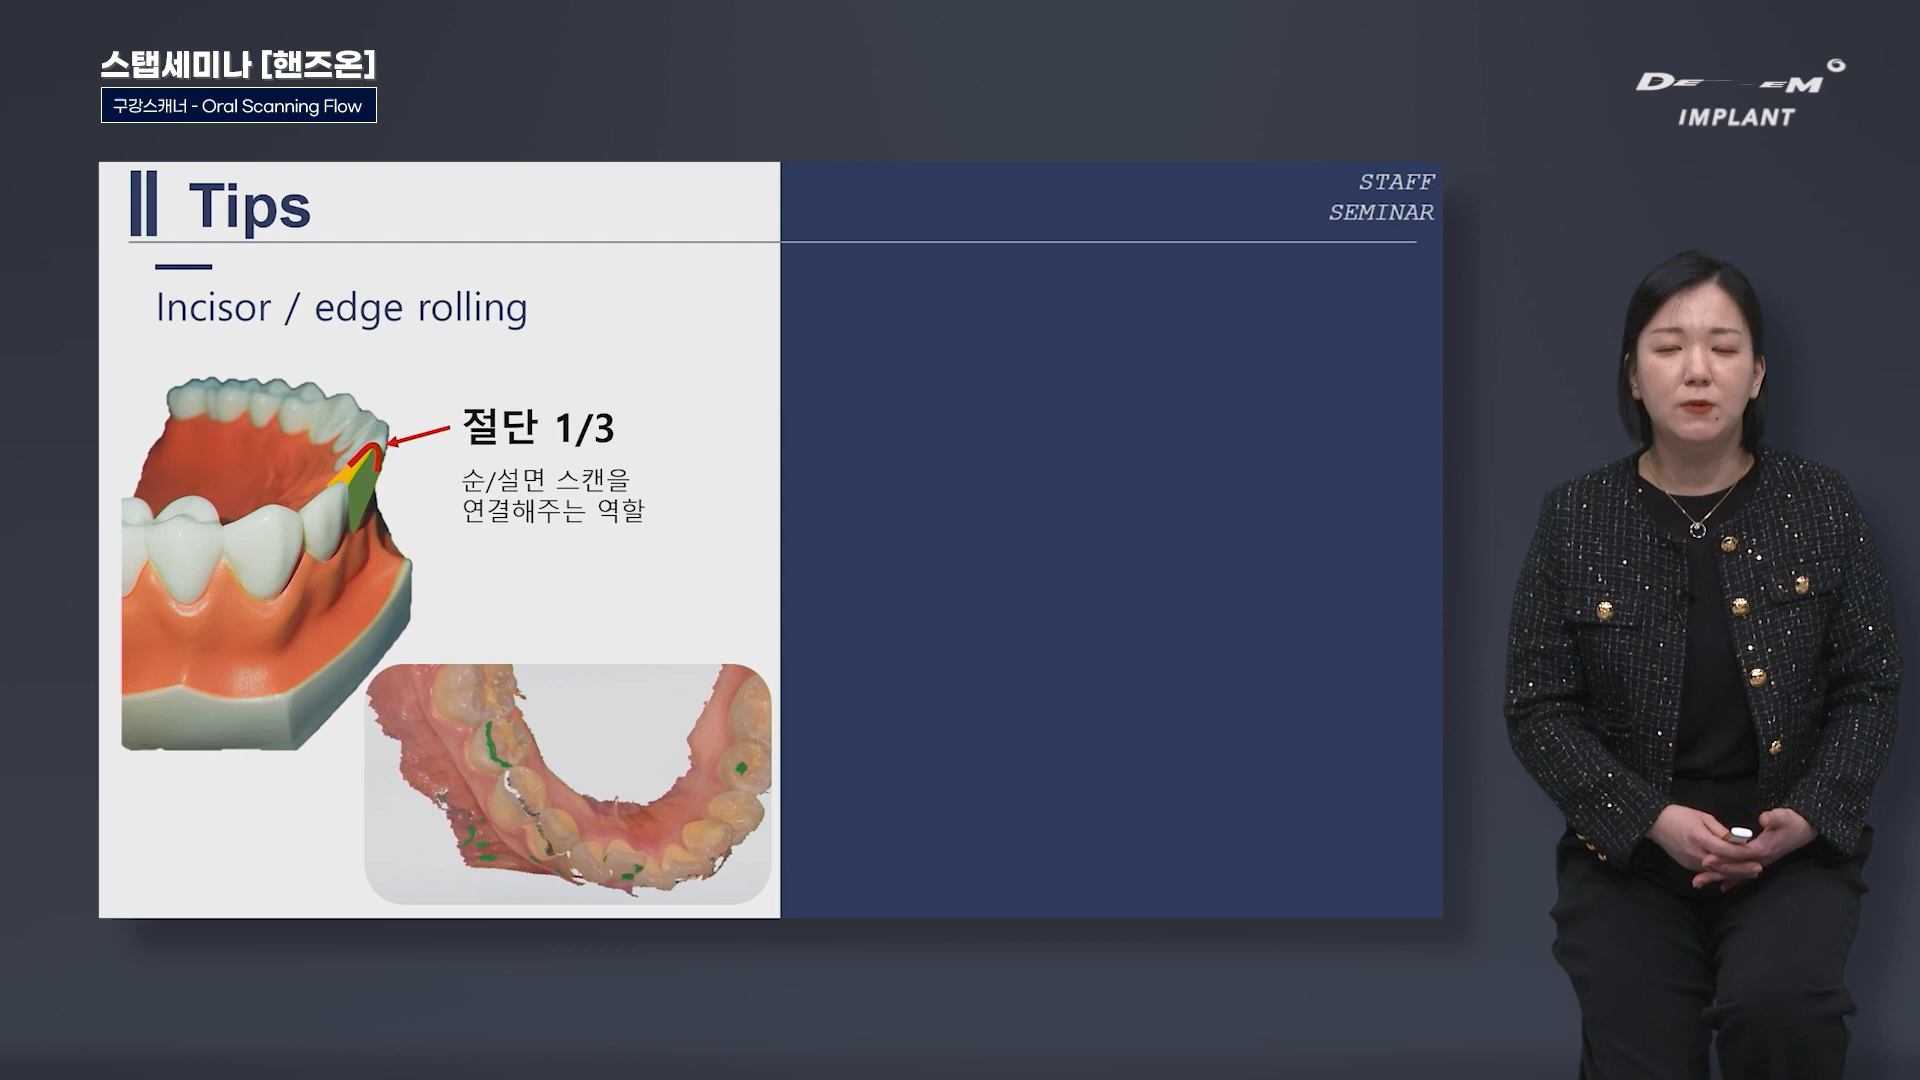 스탭세미나 [핸즈온]
구강스캐너 - Oral Scanning Flow
IMPLANT
Tips
STAFF
SEMINAR
Incisor / edge rolling
절단 1/3
순/설면 스캔을
연결해주는 역할